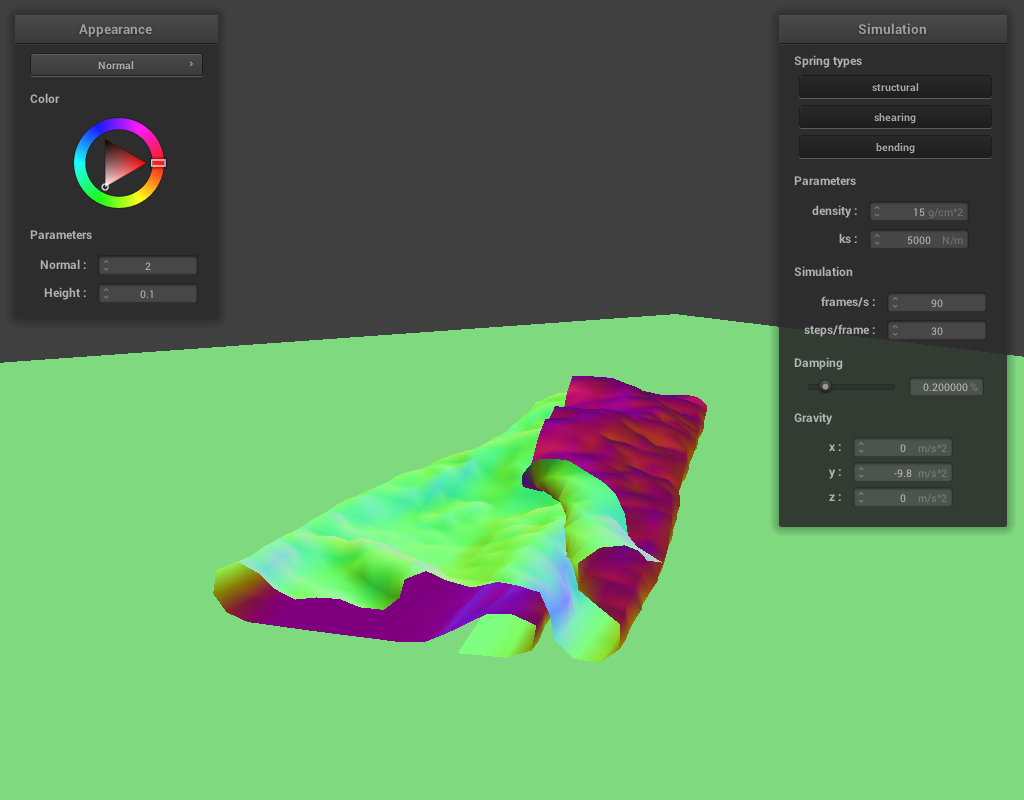 Appearance
Normal ›
Color
Parameters
Normal : 2
Height : 0.1
Simulation
Spring types
structural
shearing
bending
Parameters
density : 15 g/cm^2
ks : 5000 N/m
Simulation
frames/s : 90
steps/frame : 30
Damping
0.200000 %
Gravity
x : 0 m/s^2
y : -9.8 m/s^2
z : 0 m/s^2